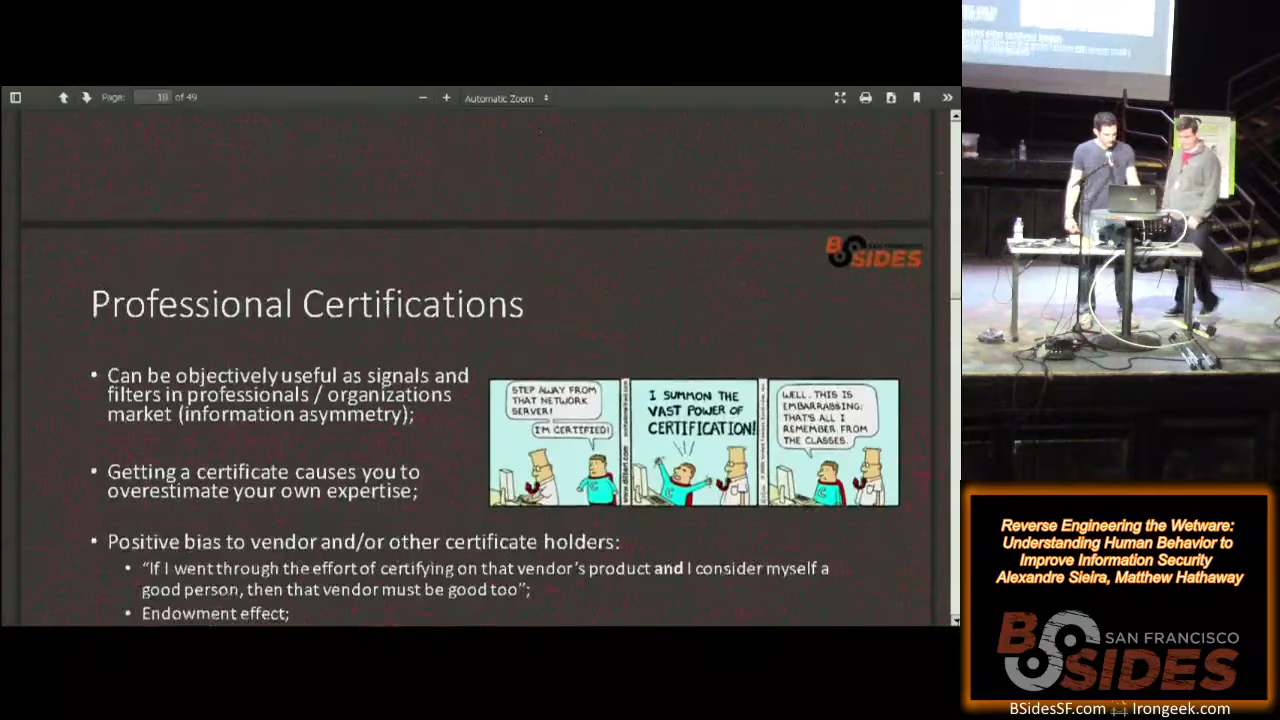 Page: 18 of 49
Automatic Zoom
BSIDES
Professional Certifications
• Can be objectively useful as signals and
filters in professionals / organizations
market (information asymmetry);
STEP AWAY FROM
THAT NETWORK
SERVER!
I'M CERTIFIED!
I SUMMON THE
VAST POWER OF
CERTIFICATION!
WELL, THIS IS
EMBARRASSING;
THAT'S ALL I
REMEMBER FROM
THE CLASSES.
www.dilbert.com
• Getting a certificate causes you to
overestimate your own expertise;
• Positive bias to vendor and/or other certificate holders:
• "If I went through the effort of certifying on that vendor's product and I consider myself a
good person, then that vendor must be good too";
• Endowment effect;
Reverse Engineering the Wetware:
Understanding Human Behavior to
Improve Information Security
Alexandre Sieira, Matthew Hathaway
BSIDES
SAN FRANCISCO
BSidesSF.com Irongeek.com